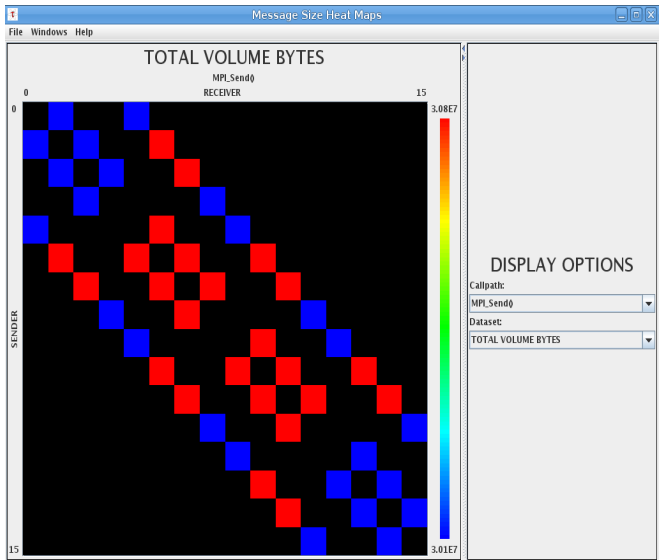 Message Size Heat Maps
File Windows Help
TOTAL VOLUME BYTES
MPI_Send()
0 RECEIVER 15
0
3.08E7
SENDER
15
3.01E7
DISPLAY OPTIONS
Callpath:
MPI_Send()
Dataset:
TOTAL VOLUME BYTES